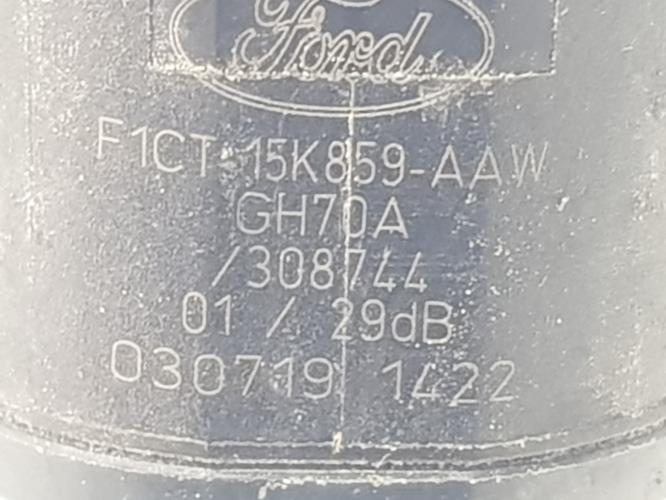 Ford
F1CT-15K859-AAW
GH70A
/308744
01 / 29dB
030719 1422